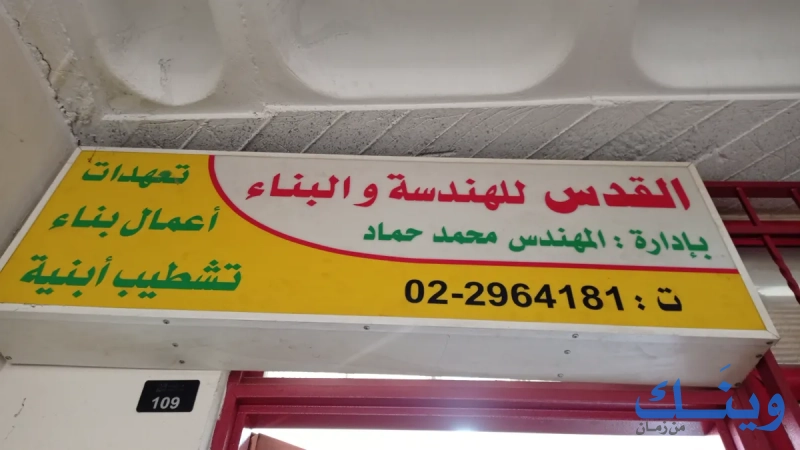 القدس للهندسة والبناء
بإدارة : المهندس محمد حماد
ت : 02-2964181
تعهدات
أعمال بناء
تشطيب أبنية
109
وينك
من زمان